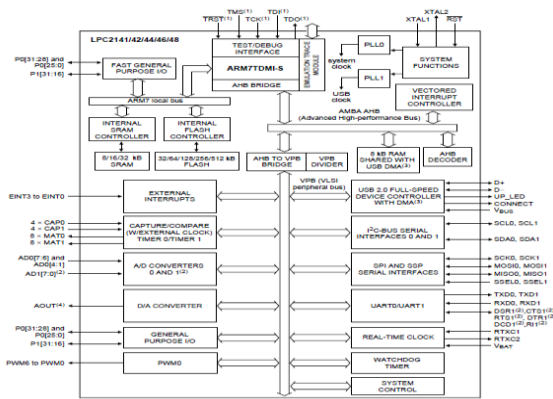 TMS(1) TDI(1)
TRST(1) TCK(1) TDO(1)
XTAL2
XTAL1 RST
LPC2141/42/44/46/48
P0[31:28] and
P0[25:0]
P1[31:16]
FAST GENERAL
PURPOSE I/O
TEST/DEBUG
INTERFACE
ARM7TDMI-S
AHB BRIDGE
EMULATION TRACE
MODULE
PLL0
system
clock
PLL1
USB
clock
SYSTEM
FUNCTIONS
VECTORED
INTERRUPT
CONTROLLER
ARM7 local bus
AMBA AHB
(Advanced High-performance Bus)
INTERNAL
SRAM
CONTROLLER
INTERNAL
FLASH
CONTROLLER
8/16/32 kB
SRAM
32/64/128/256/512 kB
FLASH
AHB TO VPB
BRIDGE
VPB
DIVIDER
8 kB RAM
SHARED WITH
USB DMA(3)
AHB
DECODER
VPB (VLSI
peripheral bus)
EINT3 to EINT0
EXTERNAL
INTERRUPTS
USB 2.0 FULL-SPEED
DEVICE CONTROLLER
WITH DMA(3)
D+
D-
UP_LED
CONNECT
VBUS
4 × CAP0
4 × CAP1
8 × MAT0
8 × MAT1
CAPTURE/COMPARE
(W/EXTERNAL CLOCK)
TIMER 0/TIMER 1
I2C-BUS SERIAL
INTERFACES 0 AND 1
SCL0, SCL1
SDA0, SDA1
AD0[7:6] and
AD0[4:1]
AD1[7:0](2)
A/D CONVERTERS
0 AND 1(2)
SPI AND SSP
SERIAL INTERFACES
SCK0, SCK1
MOSI0, MOSI1
MISO0, MISO1
SSEL0, SSEL1
AOUT(4)
D/A CONVERTER
UART0/UART1
TXD0, TXD1
RXD0, RXD1
DSR1(2),CTS1(2)
RTS1(2), DTR1(2)
DCD1(2),RI1(2)
P0[31:28] and
P0[25:0]
P1[31:16]
GENERAL
PURPOSE I/O
REAL-TIME CLOCK
RTXC1
RTXC2
VBAT
PWM6 to PWM0
PWM0
WATCHDOG
TIMER
SYSTEM
CONTROL